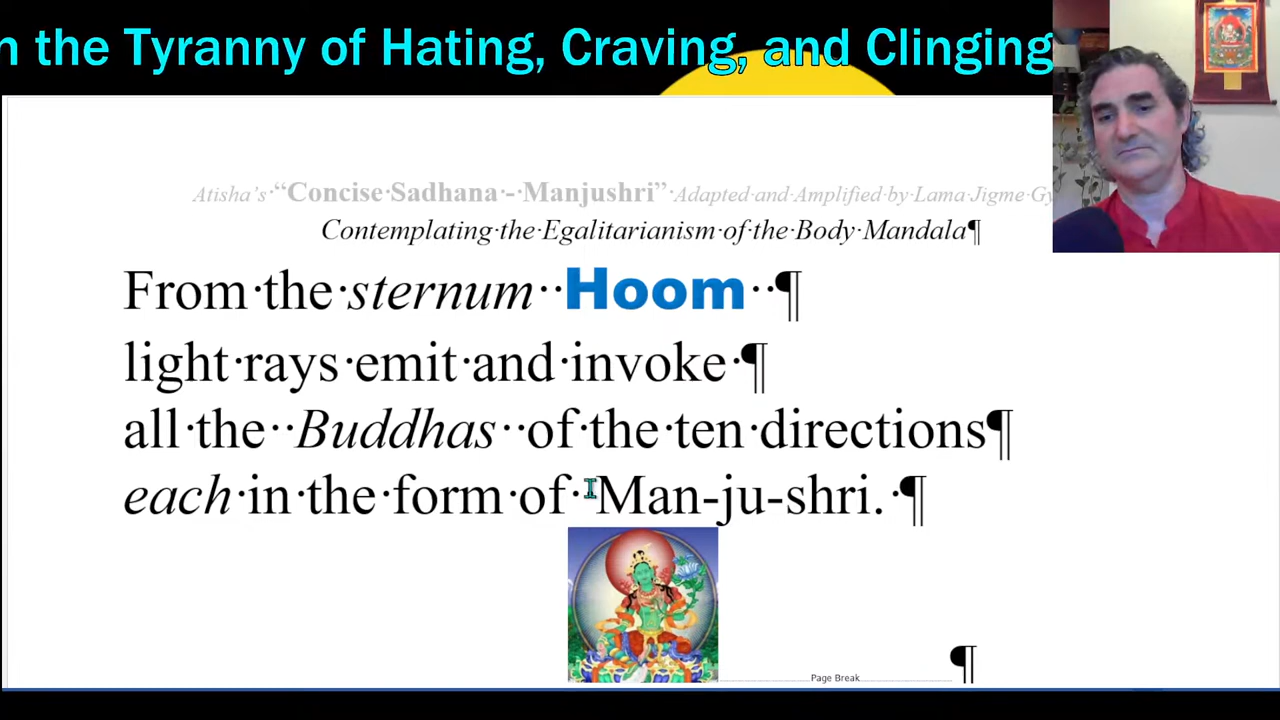 n the Tyranny of Hating, Craving, and Clinging
Atisha's “Concise Sadhana - Manjushri” Adapted and Amplified by Lama Jigme Gy
Contemplating the Egalitarianism of the Body Mandala¶
From the sternum Hoom ¶
light rays emit and invoke ¶
all the Buddhas of the ten directions¶
each in the form of Man-ju-shri. ¶
Page Break ¶